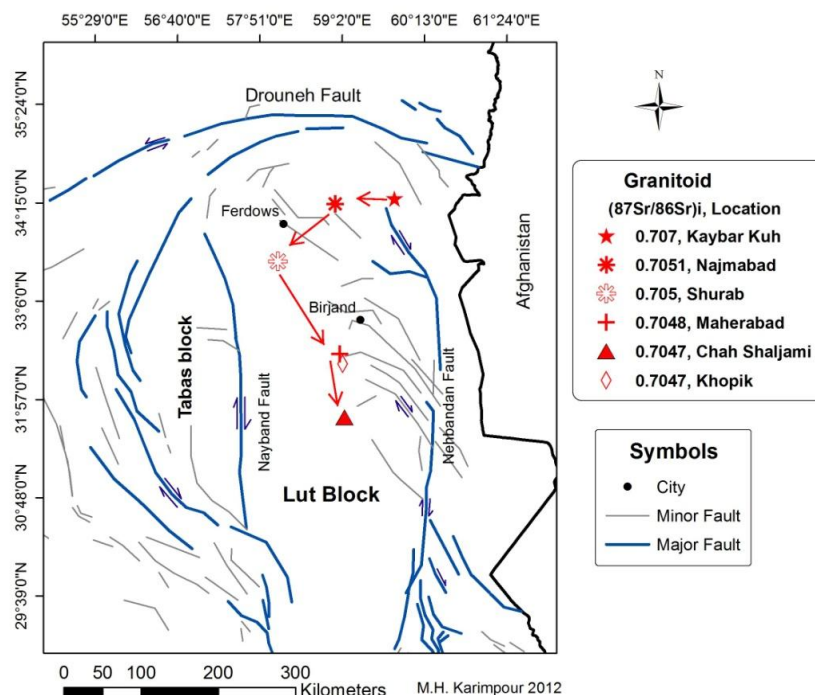 55°29'0"E 56°40'0"E 57°51'0"E 59°2'0"E 60°13'0"E 61°24'0"E
35°24'0"N
34°15'0"N
33°6'0"N
31°57'0"N
30°48'0"N
29°39'0"N
Drouneh Fault
Ferdows
Birjand
Tabas block
Nayband Fault
Nehbandan Fault
Lut Block
Afghanistan
N
Granitoid
(87Sr/86Sr)i, Location
0.707, Kaybar Kuh
0.7051, Najmabad
0.705, Shurab
0.7048, Maherabad
0.7047, Chah Shaljami
0.7047, Khopik
Symbols
City
Minor Fault
Major Fault
0 50 100 200 300
Kilometers
M.H. Karimpour 2012